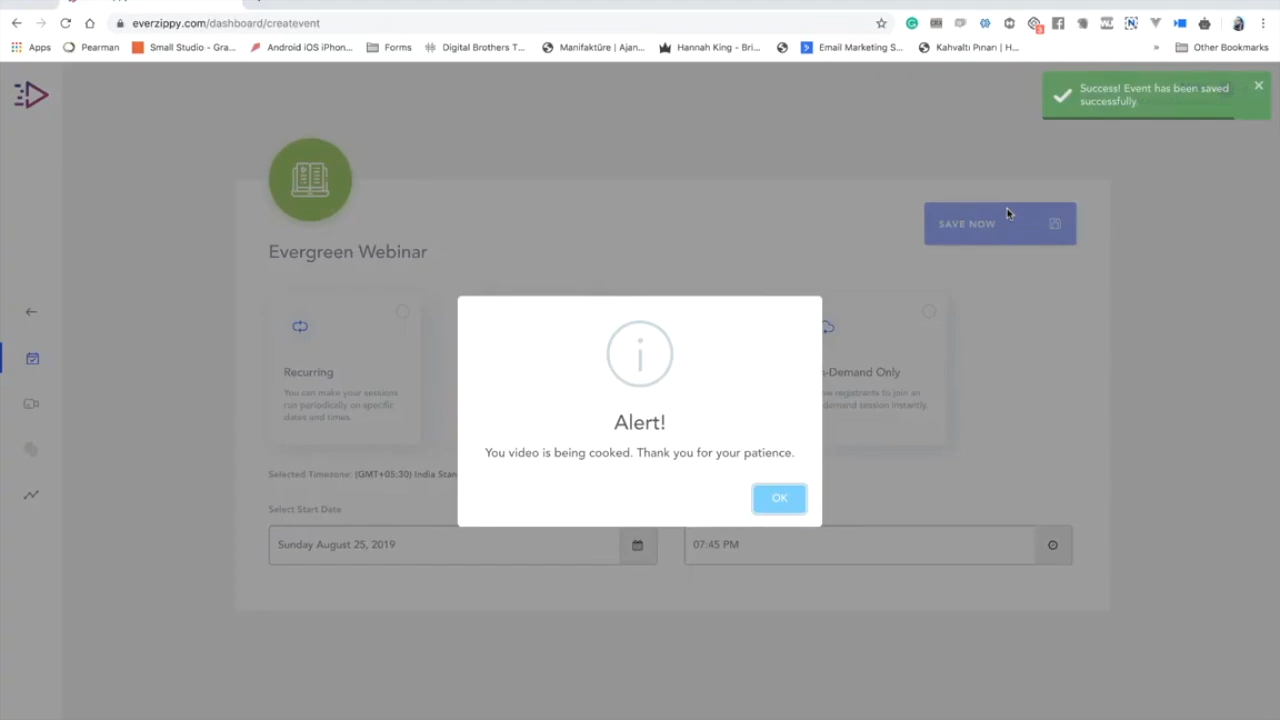 everzippy.com/dashboard/createvent
3
Apps
Pearman
Small Studio - Gra...
Android iOS iPhon...
Forms
Digital Brothers T...
Manifaktüre | Ajan...
Hannah King - Bri...
Email Marketing S...
Kahvaltı Pınarı | H...
»
Other Bookmarks
Success! Event has been saved
successfully.
SAVE NOW
Evergreen Webinar
Recurring
You can make your sessions
run periodically on specific
dates and times.
n-Demand Only
w registrants to join an
demand session instantly.
Alert!
You video is being cooked. Thank you for your patience.
OK
Selected Timezone: (GMT+05:30) India Stan
Select Start Date
Sunday August 25, 2019
07:45 PM